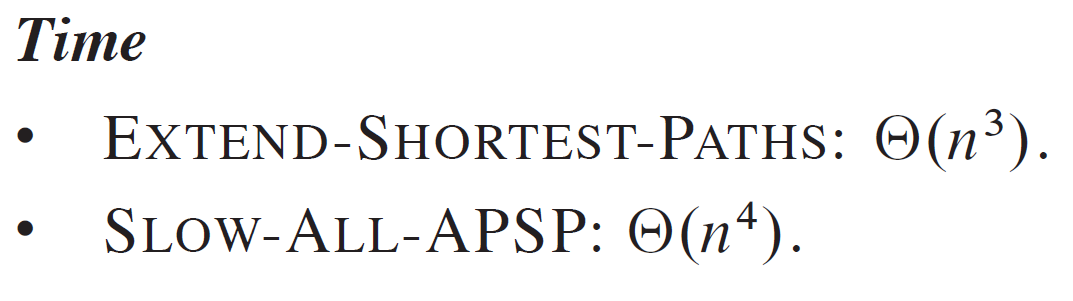 Time
• EXTEND-SHORTEST-PATHS: Θ(n³).
• SLOW-ALL-APSP: Θ(n⁴).